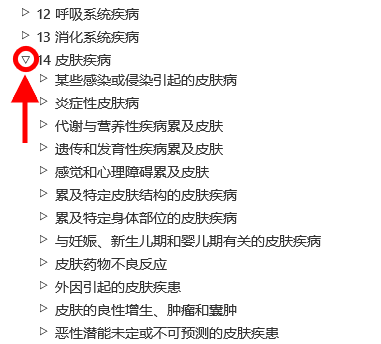 12 呼吸系统疾病
13 消化系统疾病
14 皮肤疾病
某些感染或侵染引起的皮肤病
炎症性皮肤病
代谢与营养性疾病累及皮肤
遗传和发育性疾病累及皮肤
感觉和心理障碍累及皮肤
累及特定皮肤结构的皮肤疾病
累及特定身体部位的皮肤疾病
与妊娠、新生儿期和婴儿期有关的皮肤疾病
皮肤药物不良反应
外因引起的皮肤疾患
皮肤的良性增生、肿瘤和囊肿
恶性潜能未定或不可预测的皮肤疾患